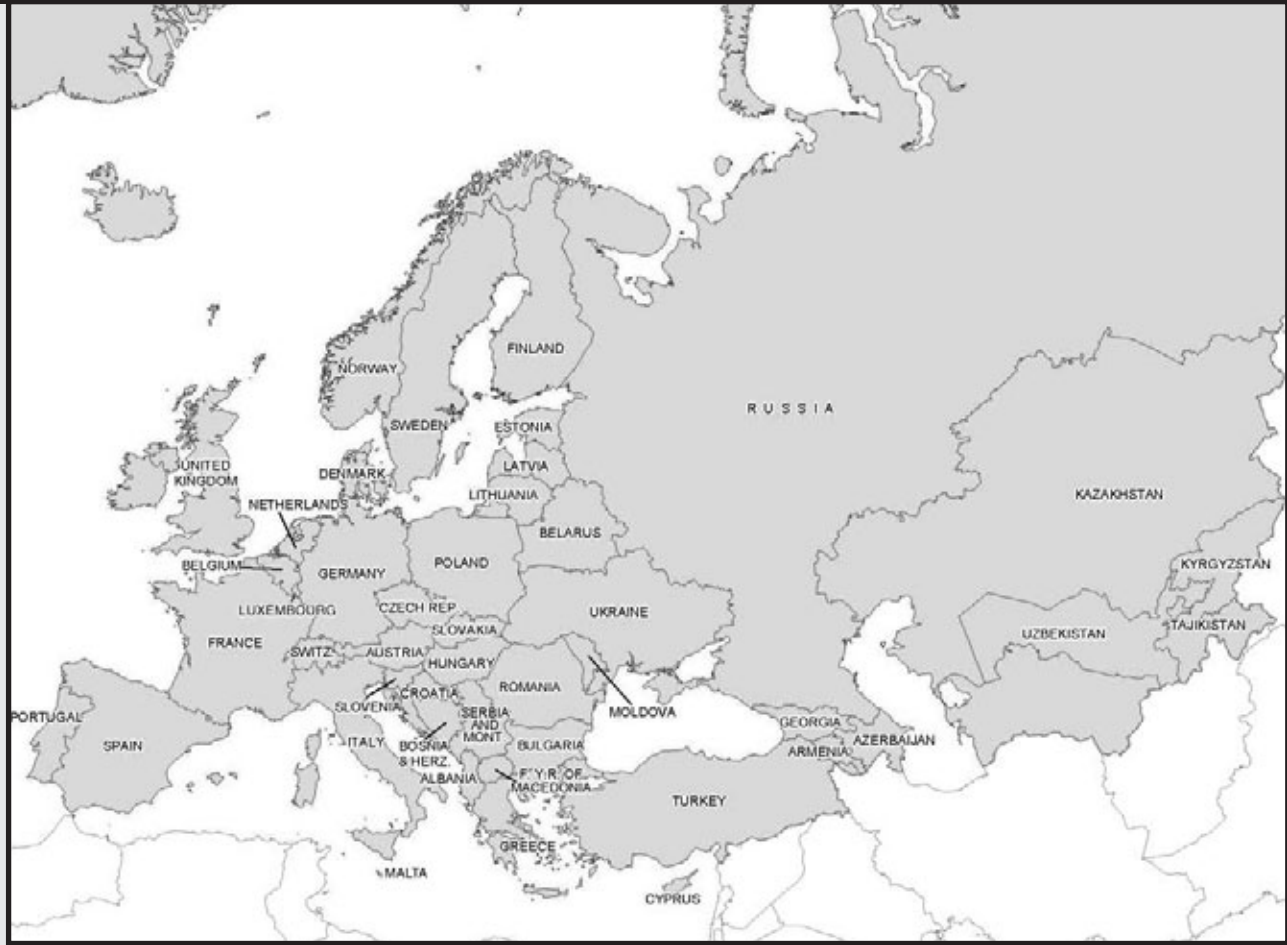 NORWAY
FINLAND
RUSSIA
SWEDEN
ESTONIA
LATVIA
LITHUANIA
UNITED
KINGDOM
DENMARK
NETHERLANDS
BELARUS
KAZAKHSTAN
BELGIUM
GERMANY
POLAND
KYRGYZSTAN
LUXEMBOURG
CZECH REP
UKRAINE
SLOVAKIA
TAJIKISTAN
UZBEKISTAN
FRANCE
SWITZ.
AUSTRIA
HUNGARY
ROMANIA
CROATIA
SLOVENIA
MOLDOVA
SERBIA
AND
MONT
PORTUGAL
SPAIN
ITALY
BOSNIA
& HERZ.
BULGARIA
GEORGIA
AZERBAIJAN
ARMENIA
ALBANIA
F.Y.R. OF
MACEDONIA
TURKEY
GREECE
MALTA
CYPRUS